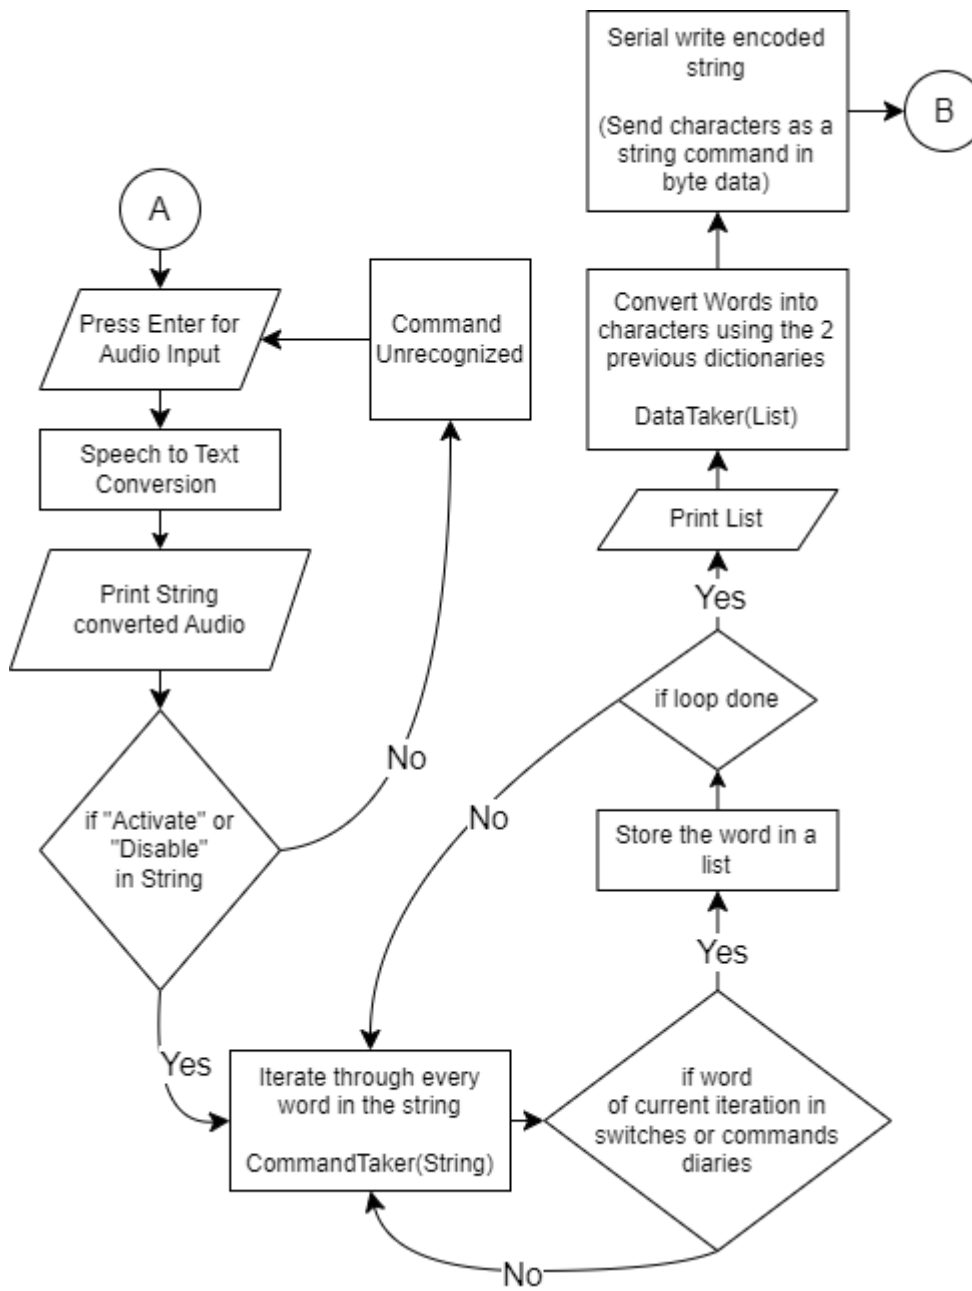 A
Press Enter for
Audio Input
Command
Unrecognized
Speech to Text
Conversion
Print String
converted Audio
if "Activate" or
"Disable"
in String
No
Yes
Iterate through every
word in the string
CommandTaker(String)
if word
of current iteration in
switches or commands
diaries
No
Yes
Store the word in a
list
if loop done
No
Yes
Print List
Convert Words into
characters using the 2
previous dictionaries
DataTaker(List)
Serial write encoded
string
(Send characters as a
string command in
byte data)
B